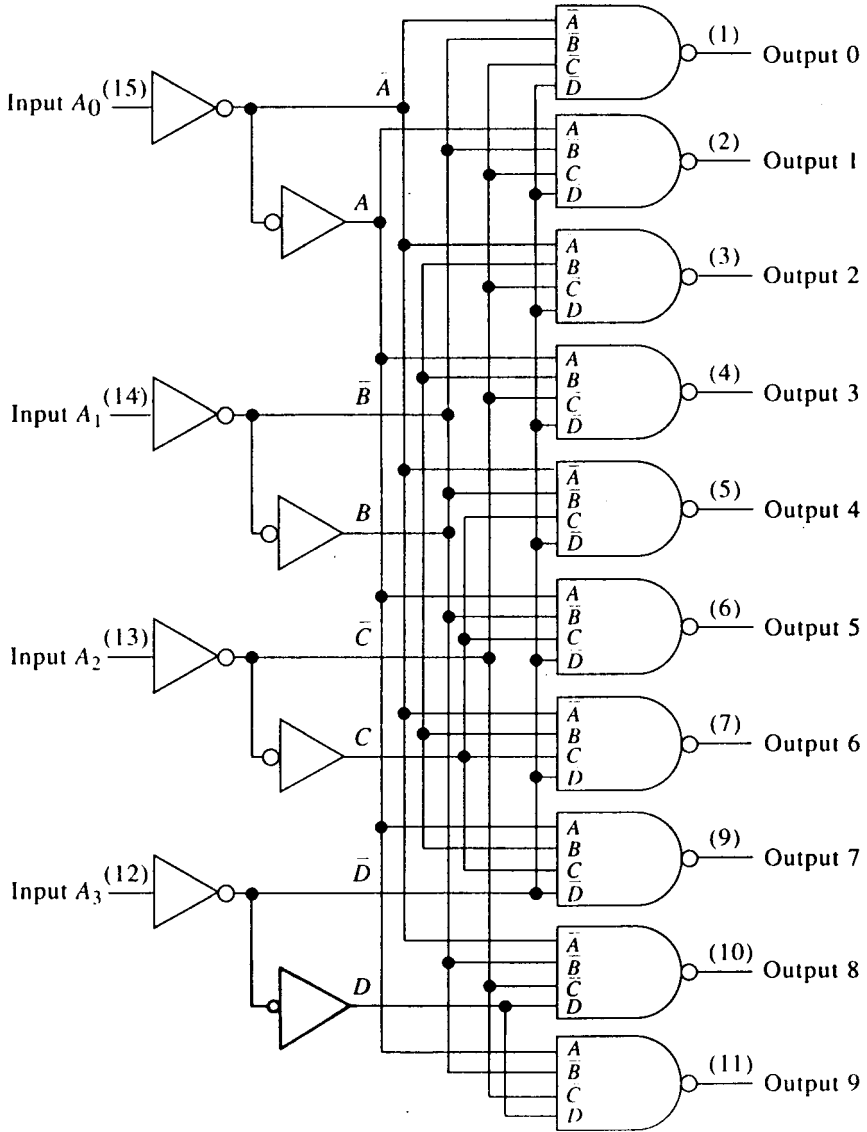 Input A₀ (15)
Ā
A
Input A₁ (14)
B̄
B
Input A₂ (13)
C̄
C
Input A₃ (12)
D̄
D
Ā
B̄
C̄
D̄
(1) Output 0
A
B̄
C̄
D̄
(2) Output 1
Ā
B
C̄
D̄
(3) Output 2
A
B
C̄
D̄
(4) Output 3
Ā
B̄
C
D̄
(5) Output 4
A
B̄
C
D̄
(6) Output 5
Ā
B
C
D̄
(7) Output 6
A
B
C
D̄
(9) Output 7
Ā
B̄
C̄
D
(10) Output 8
A
B̄
C̄
D
(11) Output 9